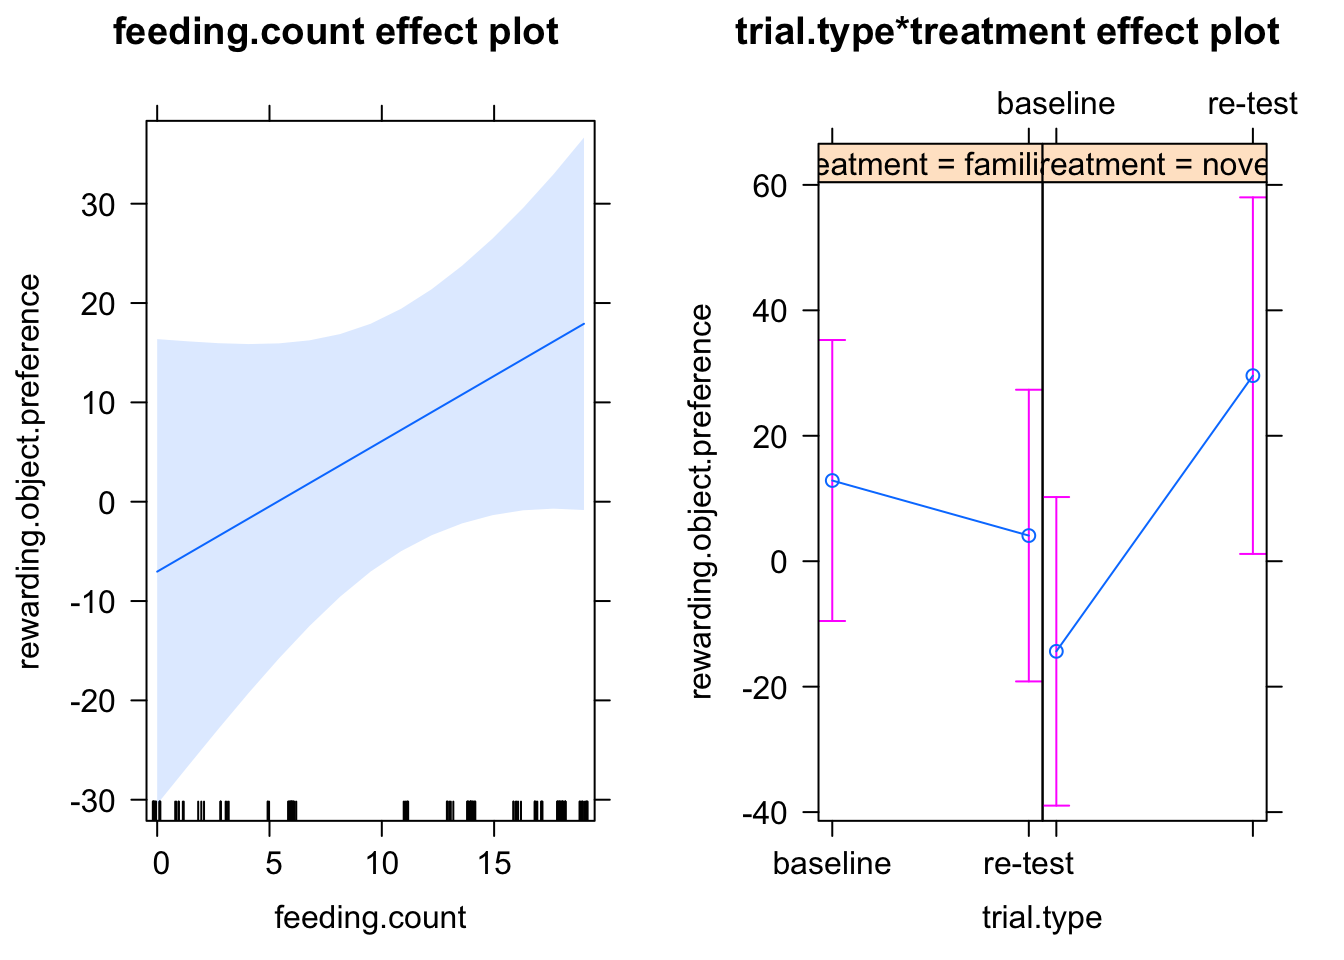 feeding.count effect plot
rewarding.object.preference
30
20
10
0
-10
-20
-30
0 5 10 15
feeding.count
trial.type*treatment effect plot
baseline re-test
eatment = famili reatment = nove
rewarding.object.preference
60
40
20
0
-20
-40
baseline re-test
trial.type